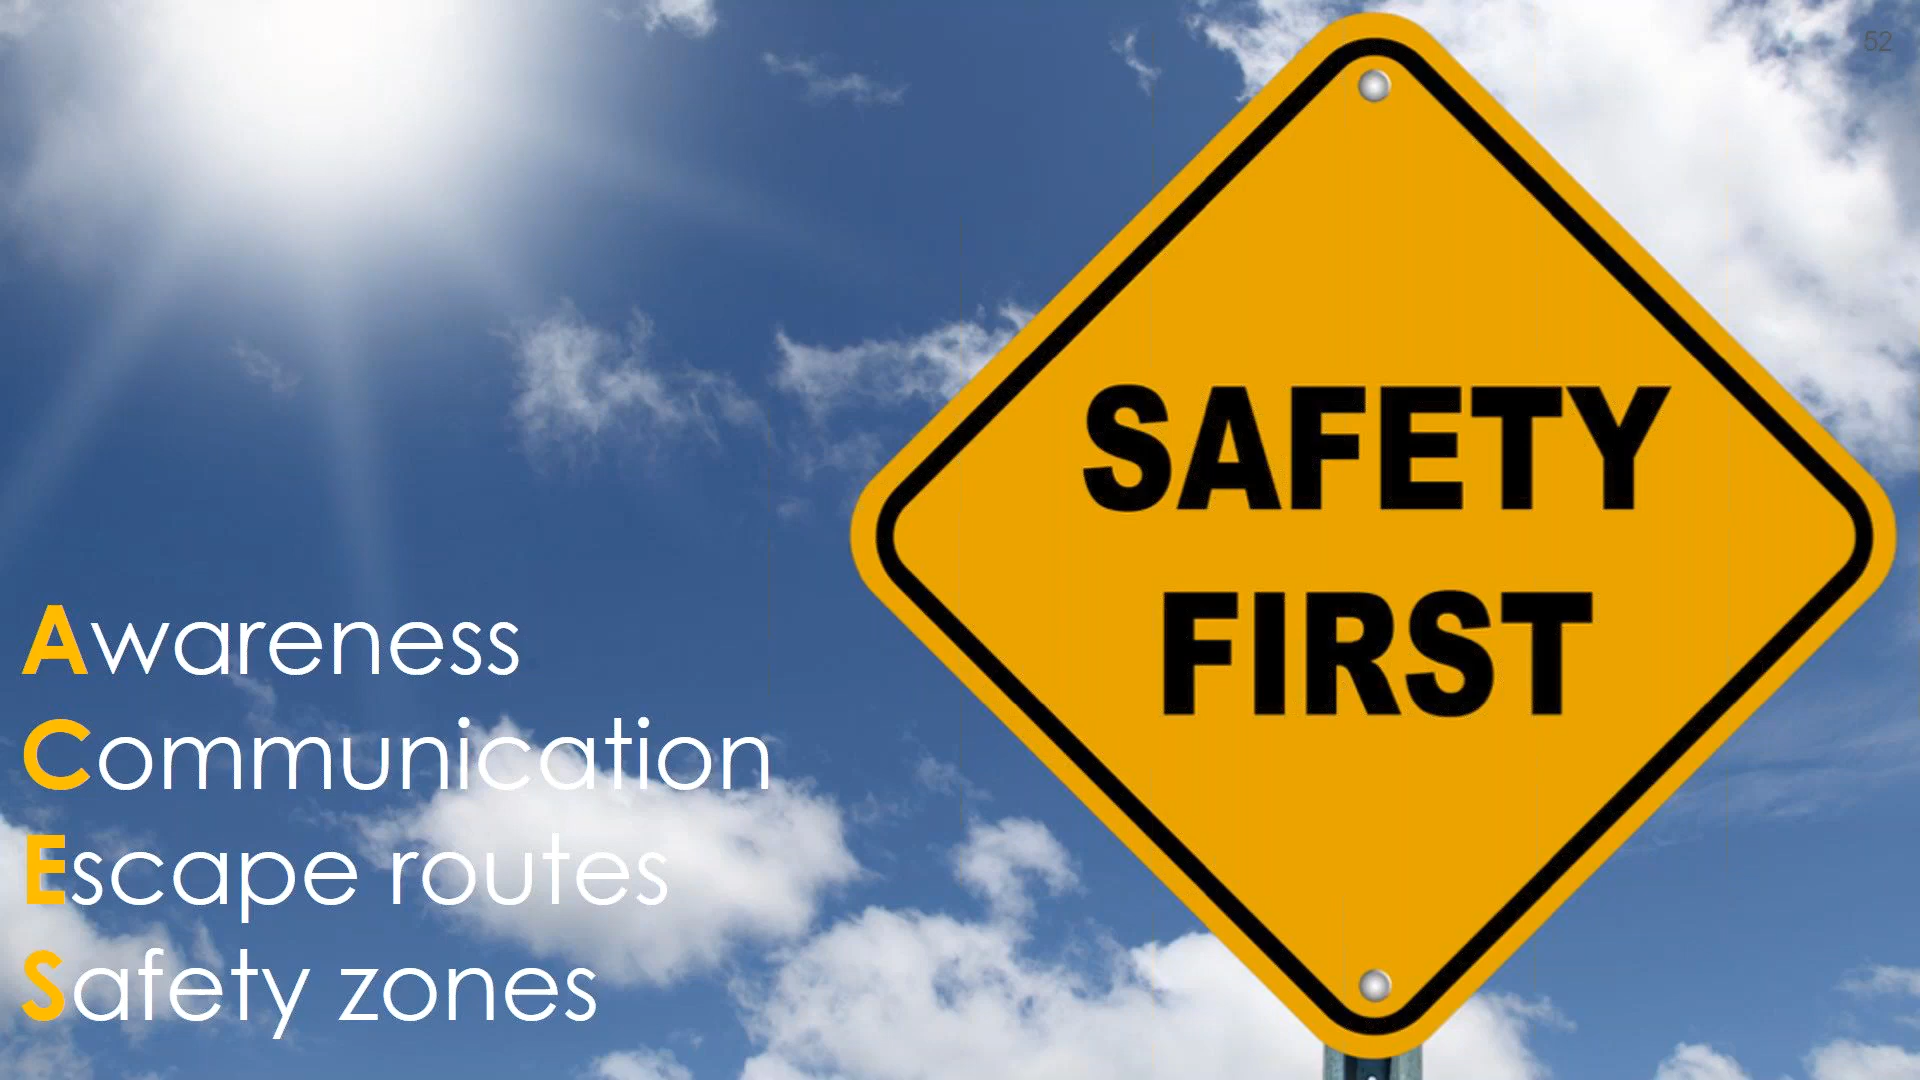 52
SAFETY
FIRST
Awareness
Communication
Escape routes
Safety zones